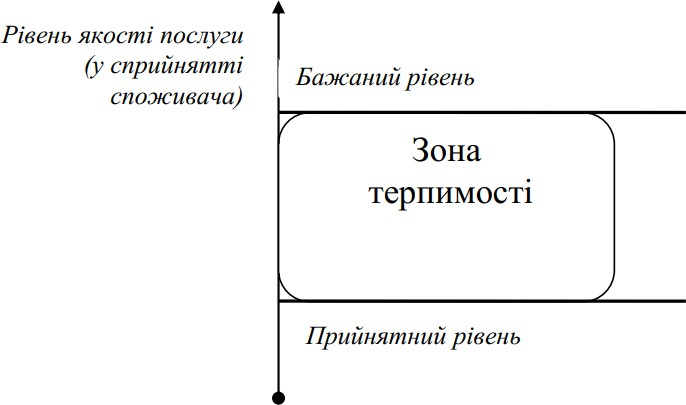 Рівень якості послуги
(у сприйнятті
споживача)
Бажаний рівень
Зона
терпимості
Прийнятний рівень